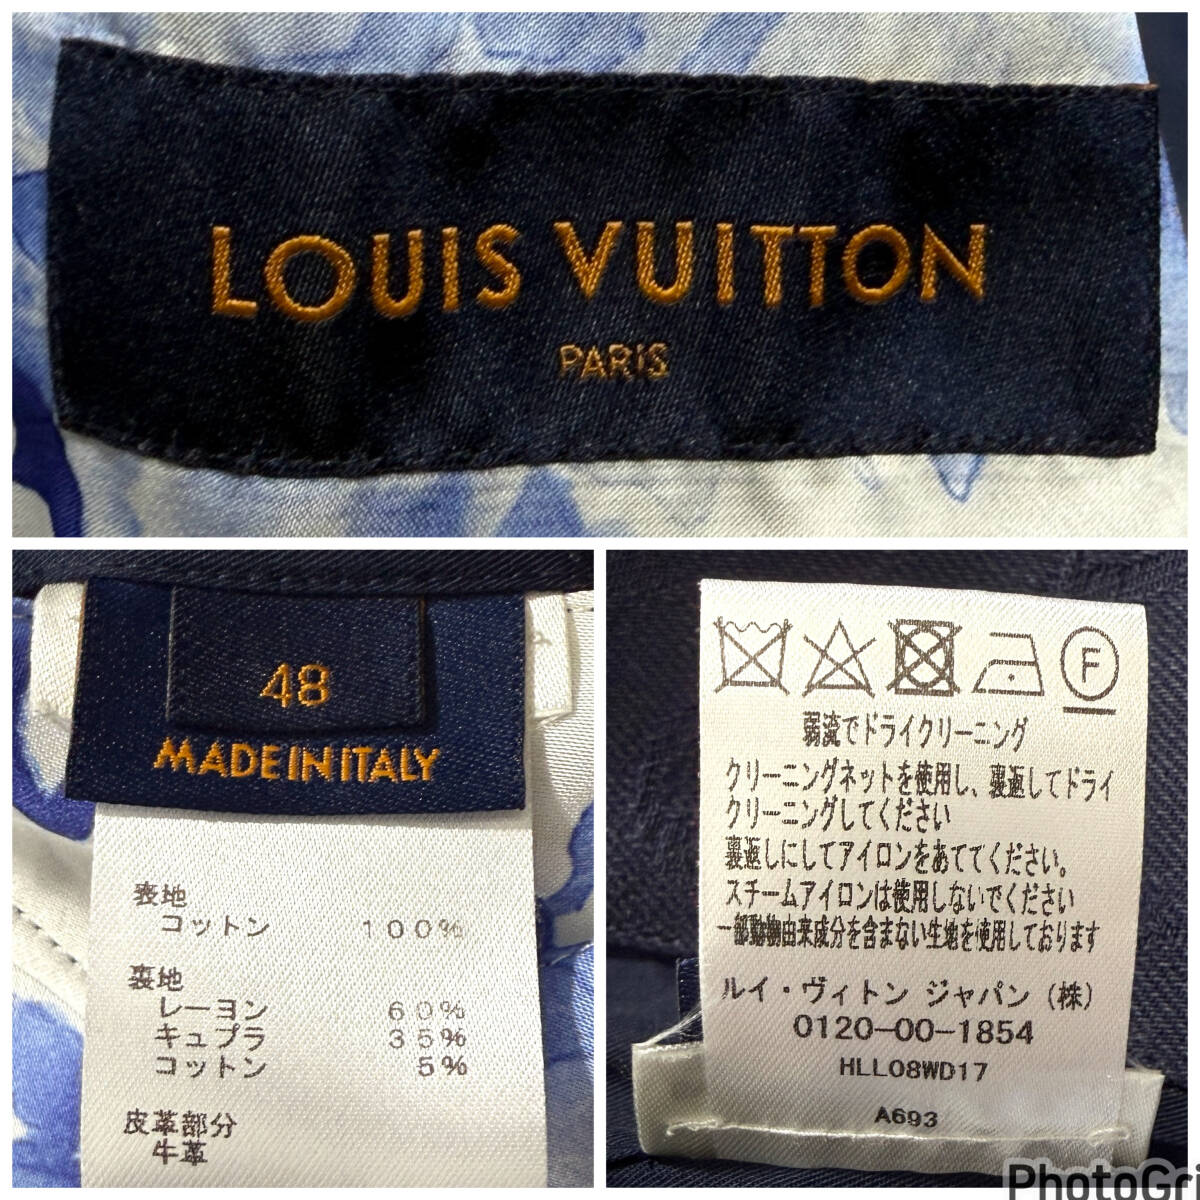 LOUIS VUITTON
PARIS
48
MADE IN ITALY
表地
コットン 100%
裏地
レーヨン 60%
キュプラ 35%
コットン 5%
皮革部分
牛革
F
弱流でドライクリーニング
クリーニングネットを使用し、裏返してドライ
クリーニングしてください
裏返しにしてアイロンをあててください。
スチームアイロンは使用しないでください
一部動物由来成分を含まない生地を使用しております
ルイ・ヴィトン ジャパン (株)
0120-00-1854
HLL08WD17
A693
PhotoGri